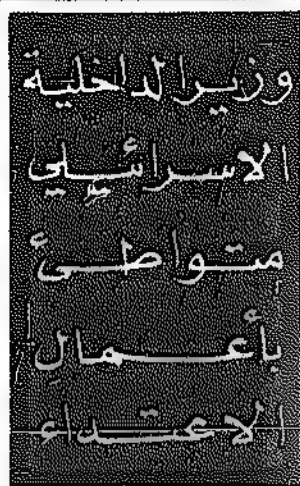 وزير الداخلية
الاسرائيلي
متواطئ
بأعمال
الاعتداء